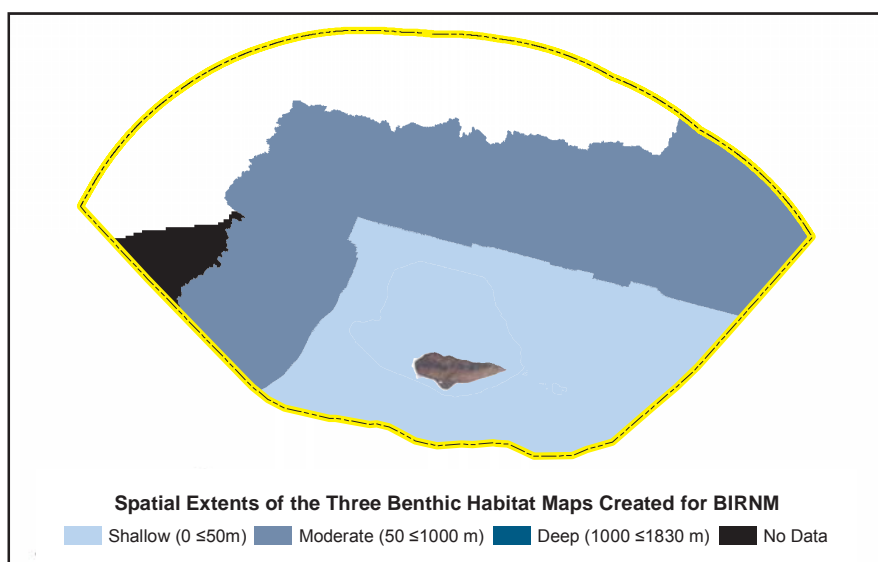 Spatial Extents of the Three Benthic Habitat Maps Created for BIRNM
Shallow (0 ≤50m) Moderate (50 ≤1000 m) Deep (1000 ≤1830 m) No Data